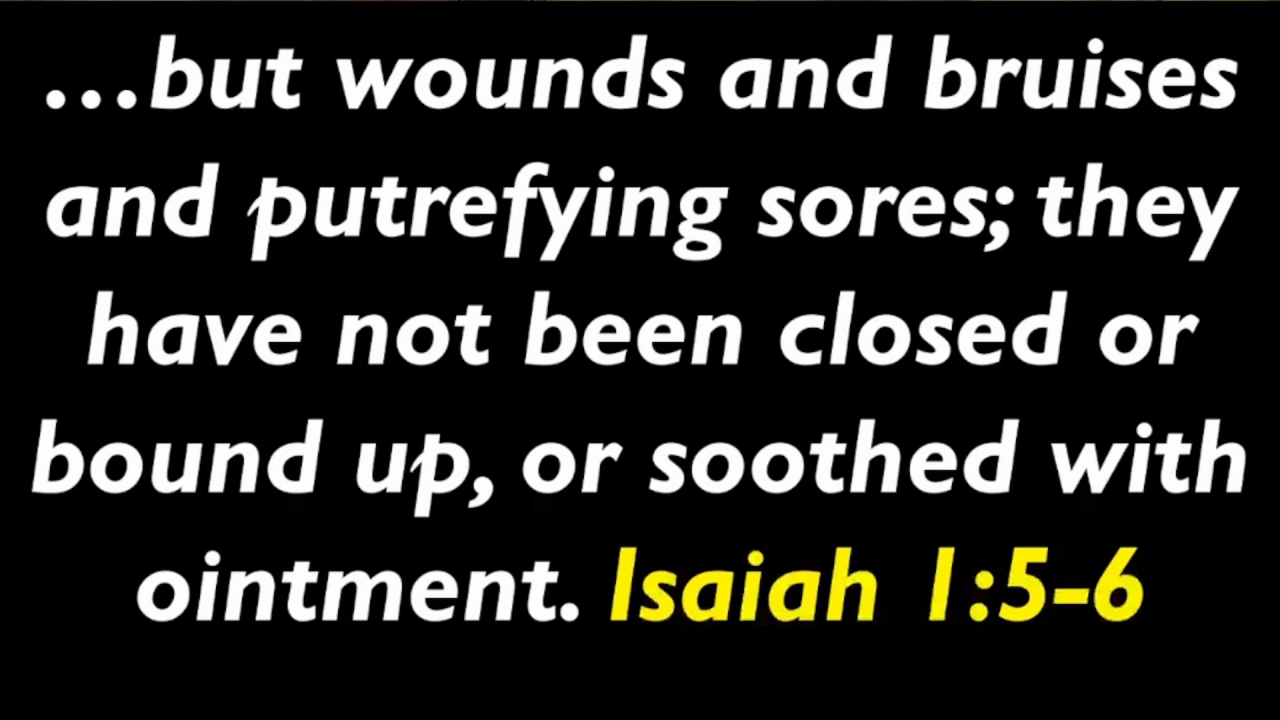 …but wounds and bruises
and putrefying sores; they
have not been closed or
bound up, or soothed with
ointment. Isaiah 1:5-6